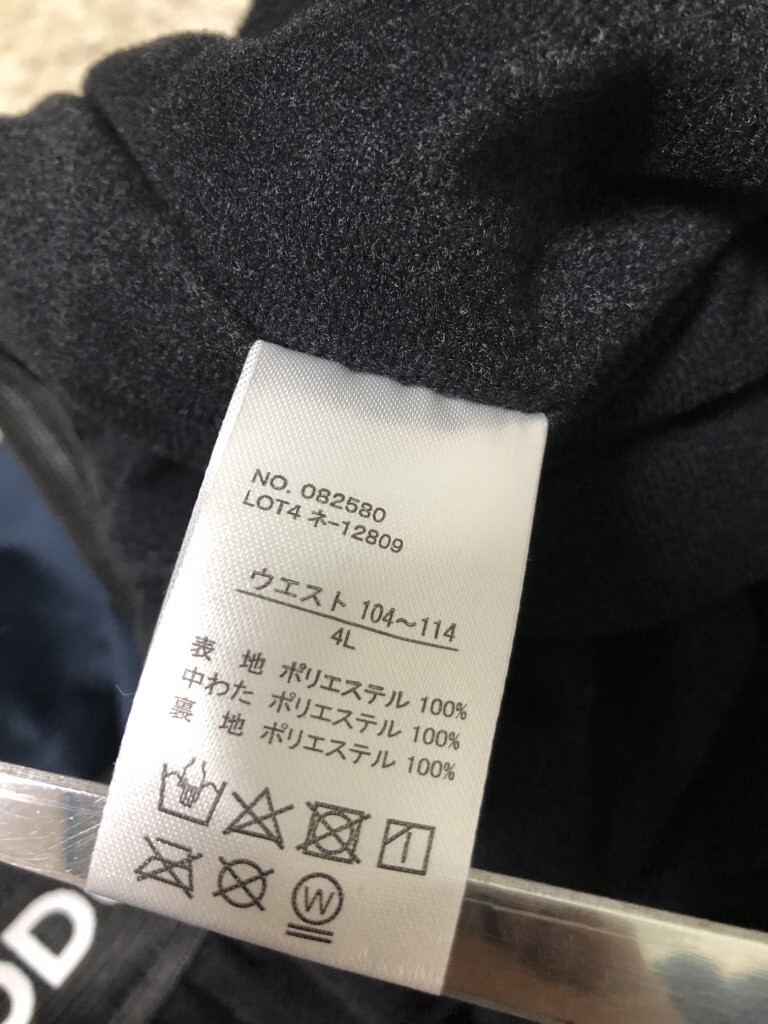 NO. 082580
LOT4 ネ-12809
ウエスト 104～114
4L
表 地 ポリエステル 100%
中わた ポリエステル 100%
裏 地 ポリエステル 100%
W
OD